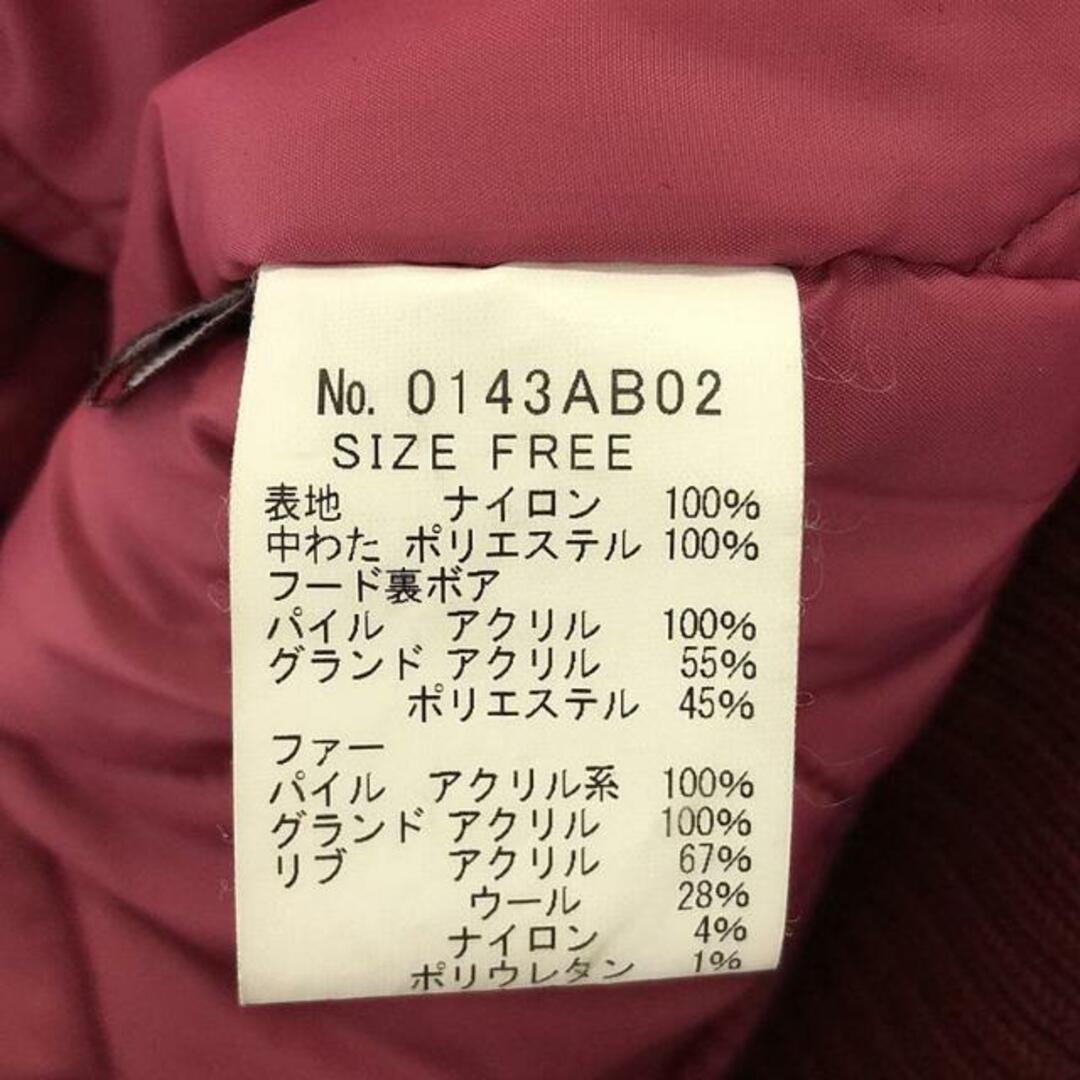 No. 0143AB02
SIZE FREE
表地 ナイロン 100%
中わた ポリエステル 100%
フード裏ボア
パイル アクリル 100%
グランド アクリル 55%
ポリエステル 45%
ファー
パイル アクリル系 100%
グランド アクリル 100%
リブ アクリル 67%
ウール 28%
ナイロン 4%
ポリウレタン 1%